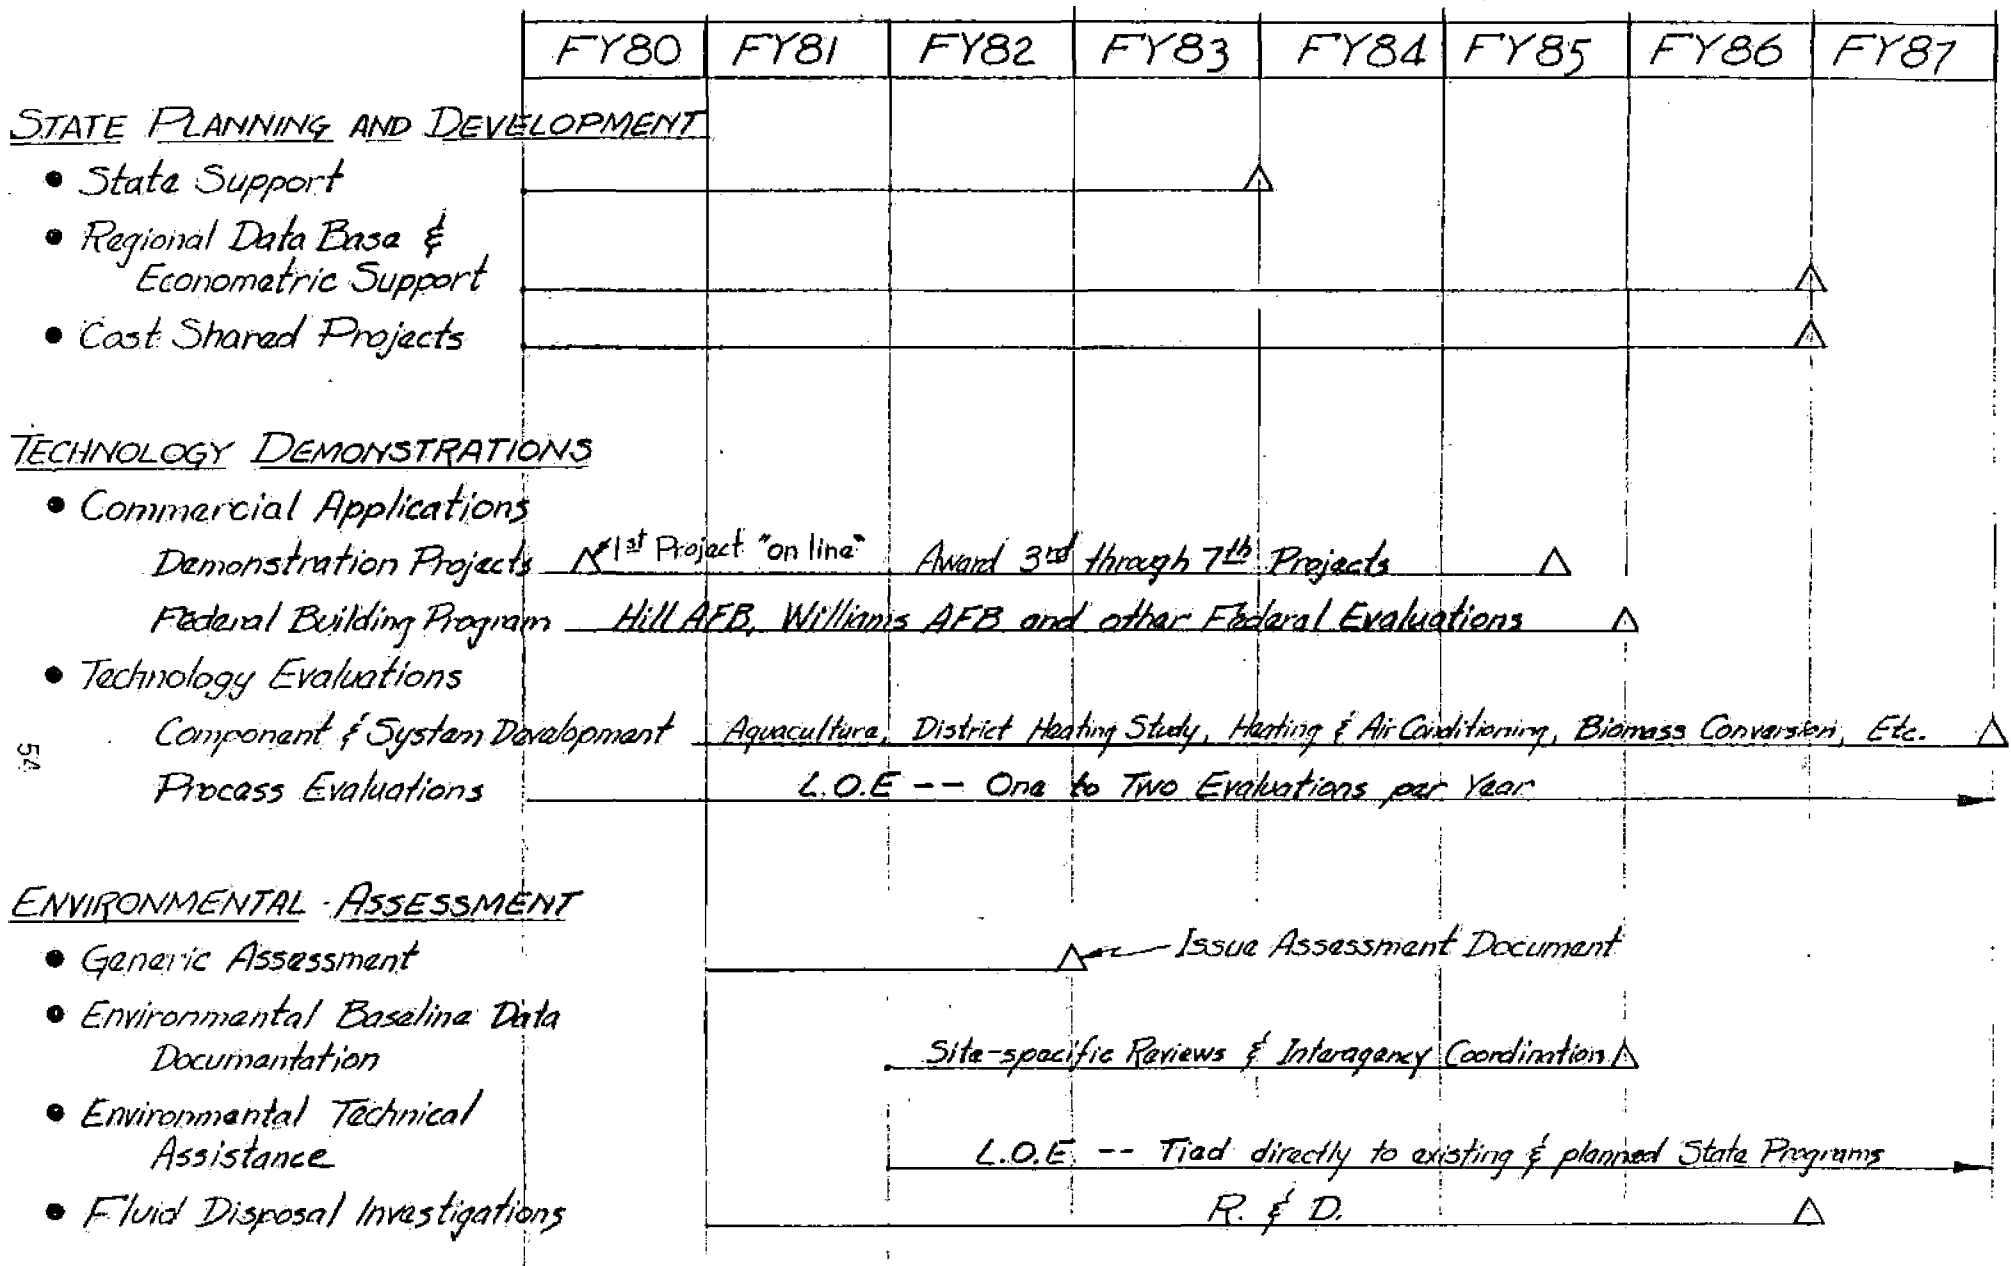 FY80 FY81 FY82 FY83 FY84 FY85 FY86 FY87
STATE PLANNING AND DEVELOPMENT
• State Support
• Regional Data Base &
Econometric Support
• Cost Shared Projects
TECHNOLOGY DEMONSTRATIONS
• Commercial Applications
Demonstration Projects 1st Project "on line" Award 3rd through 7th Projects
Federal Building Program Hill AFB, Williams AFB and other Federal Evaluations
• Technology Evaluations
Component & System Development Aquaculture, District Heating Study, Heating & Air Conditioning, Biomass Conversion, Etc.
Process Evaluations L.O.E -- One to Two Evaluations per Year
ENVIRONMENTAL ASSESSMENT
• Generic Assessment Issue Assessment Document
• Environmental Baseline Data
Documentation Site-specific Reviews & Interagency Coordination
• Environmental Technical
Assistance L.O.E. -- Tied directly to existing & planned State Programs
• Fluid Disposal Investigations R. & D.